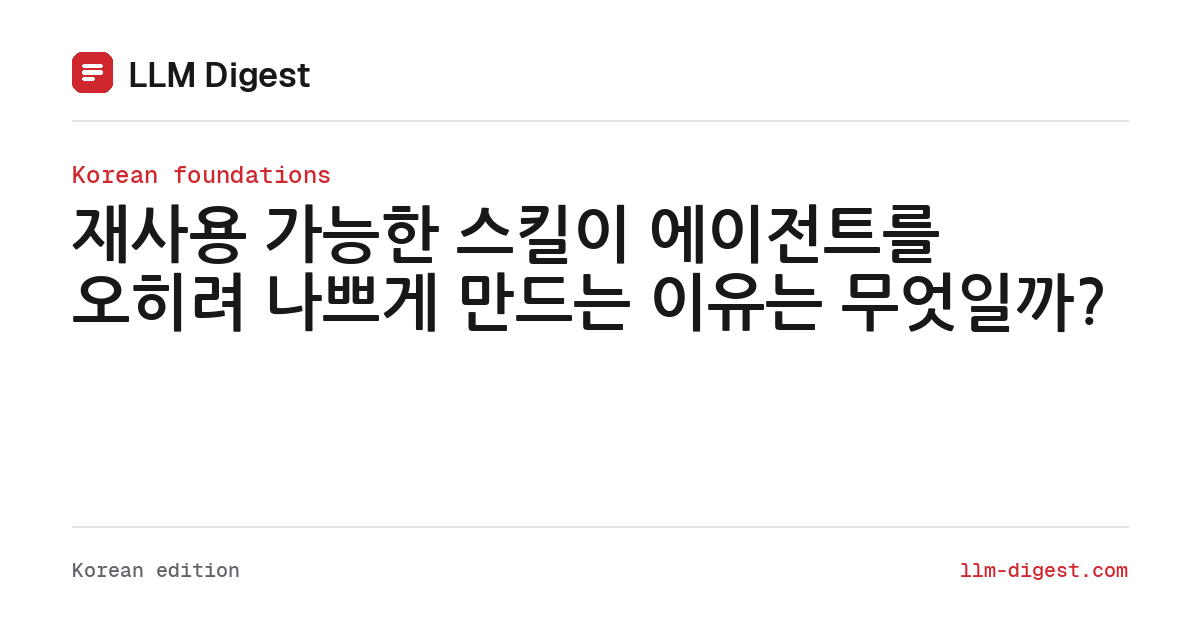 LLM Digest
Korean foundations
재사용 가능한 스킬이 에이전트를
오히려 나쁘게 만드는 이유는 무엇일까?
Korean edition
llm-digest.com